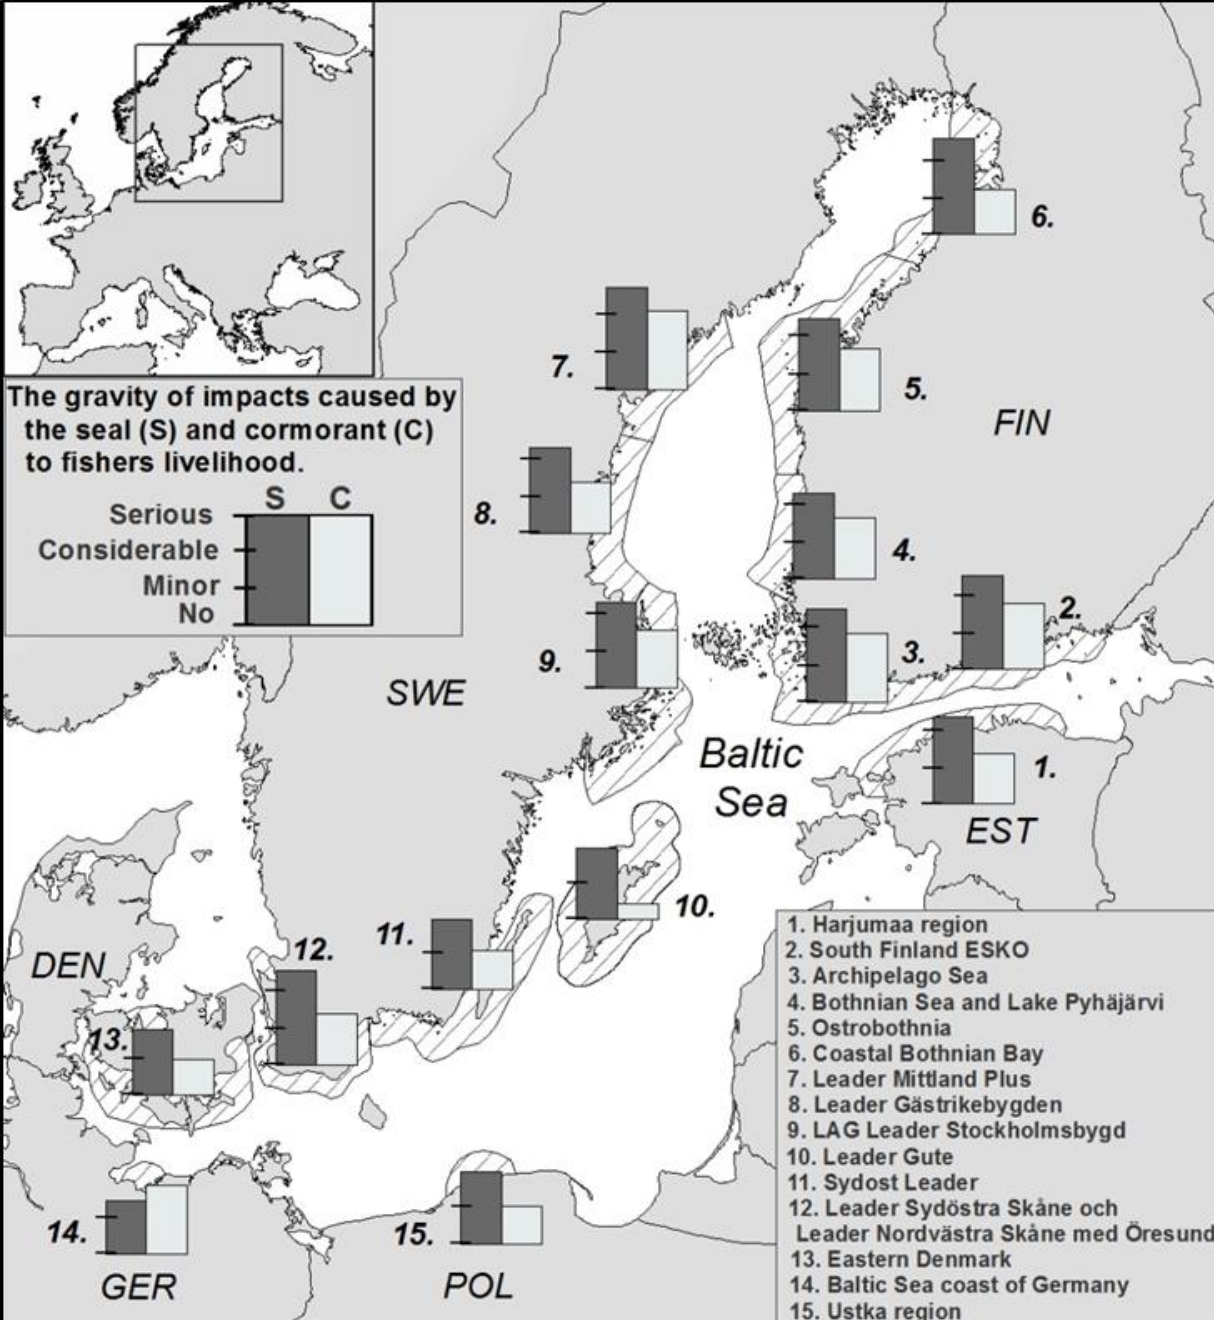 The gravity of impacts caused by
the seal (S) and cormorant (C)
to fishers livelihood.
S C
Serious
Considerable
Minor
No
6.
7.
5.
FIN
8.
4.
2.
9.
3.
SWE
Baltic
Sea
1.
EST
10.
11.
12.
DEN
13.
14.
15.
GER
POL
1. Harjumaa region
2. South Finland ESKO
3. Archipelago Sea
4. Bothnian Sea and Lake Pyhäjärvi
5. Ostrobothnia
6. Coastal Bothnian Bay
7. Leader Mittland Plus
8. Leader Gästrikebygden
9. LAG Leader Stockholmsbygd
10. Leader Gute
11. Sydost Leader
12. Leader Sydöstra Skåne och
Leader Nordvästra Skåne med Öresund
13. Eastern Denmark
14. Baltic Sea coast of Germany
15. Ustka region